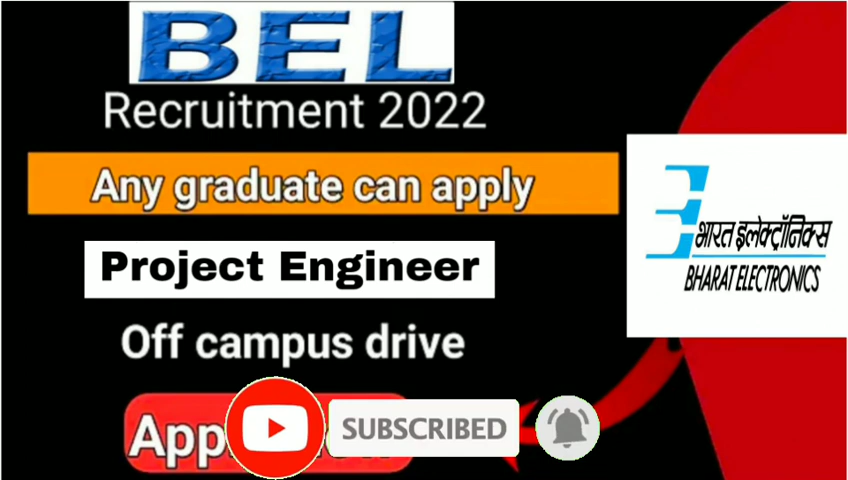 BEL
Recruitment 2022
Any graduate can apply
Project Engineer
भारत इलेक्ट्रॉनिक्स
BHARAT ELECTRONICS
Off campus drive
SUBSCRIBED